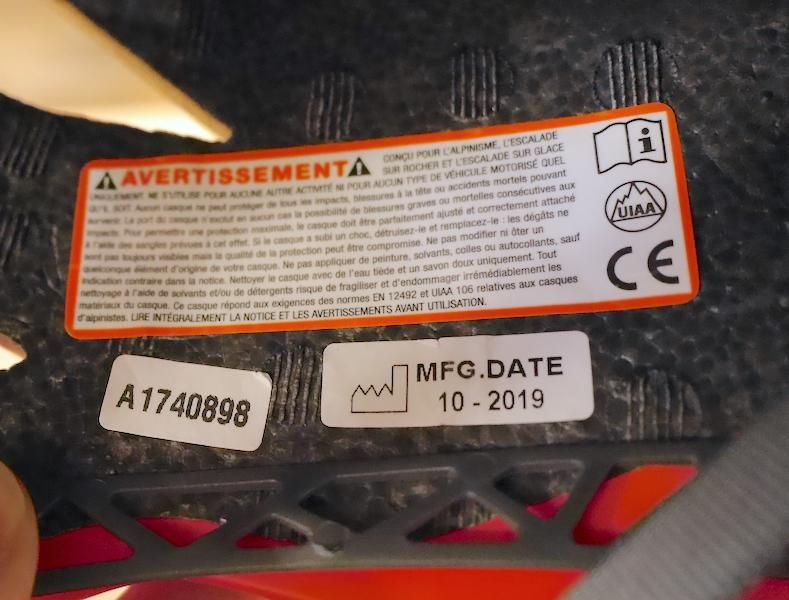 AVERTISSEMENT
CONÇU POUR L'ALPINISME, L'ESCALADE
SUR ROCHER ET L'ESCALADE SUR GLACE
UNIQUEMENT. NE S'UTILISE POUR AUCUNE AUTRE ACTIVITÉ NI POUR AUCUN TYPE DE VÉHICULE MOTORISÉ QUEL
QU'IL SOIT. Aucun casque ne peut protéger de tous les impacts, blessures à la tête ou accidents mortels pouvant
survenir. Le port du casque n'exclut en aucun cas la possibilité de blessures graves ou mortelles consécutives aux
impacts. Pour permettre une protection maximale, le casque doit être parfaitement ajusté et correctement attaché
à l'aide des sangles prévues à cet effet. Si le casque a subi un choc, détruisez-le et remplacez-le : les dégâts ne
sont pas toujours visibles mais la qualité de la protection peut être compromise. Ne pas modifier ni ôter un
quelconque élément d'origine de votre casque. Ne pas appliquer de peinture, solvants, colles ou autocollants, sauf
indication contraire dans la notice. Nettoyer le casque avec de l'eau tiède et un savon doux uniquement. Tout
nettoyage à l'aide de solvants et/ou de détergents risque de fragiliser et d'endommager irrémédiablement les
matériaux du casque. Ce casque répond aux exigences des normes EN 12492 et UIAA 106 relatives aux casques
d'alpinistes. LIRE INTÉGRALEMENT LA NOTICE ET LES AVERTISSEMENTS AVANT UTILISATION.
i
UIAA
CE
A1740898
MFG.DATE
10 - 2019